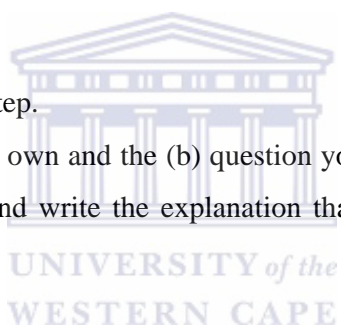 tep.
own and the (b) question yo
nd write the explanation tha
UNIVERSITY of the
WESTERN CAPE